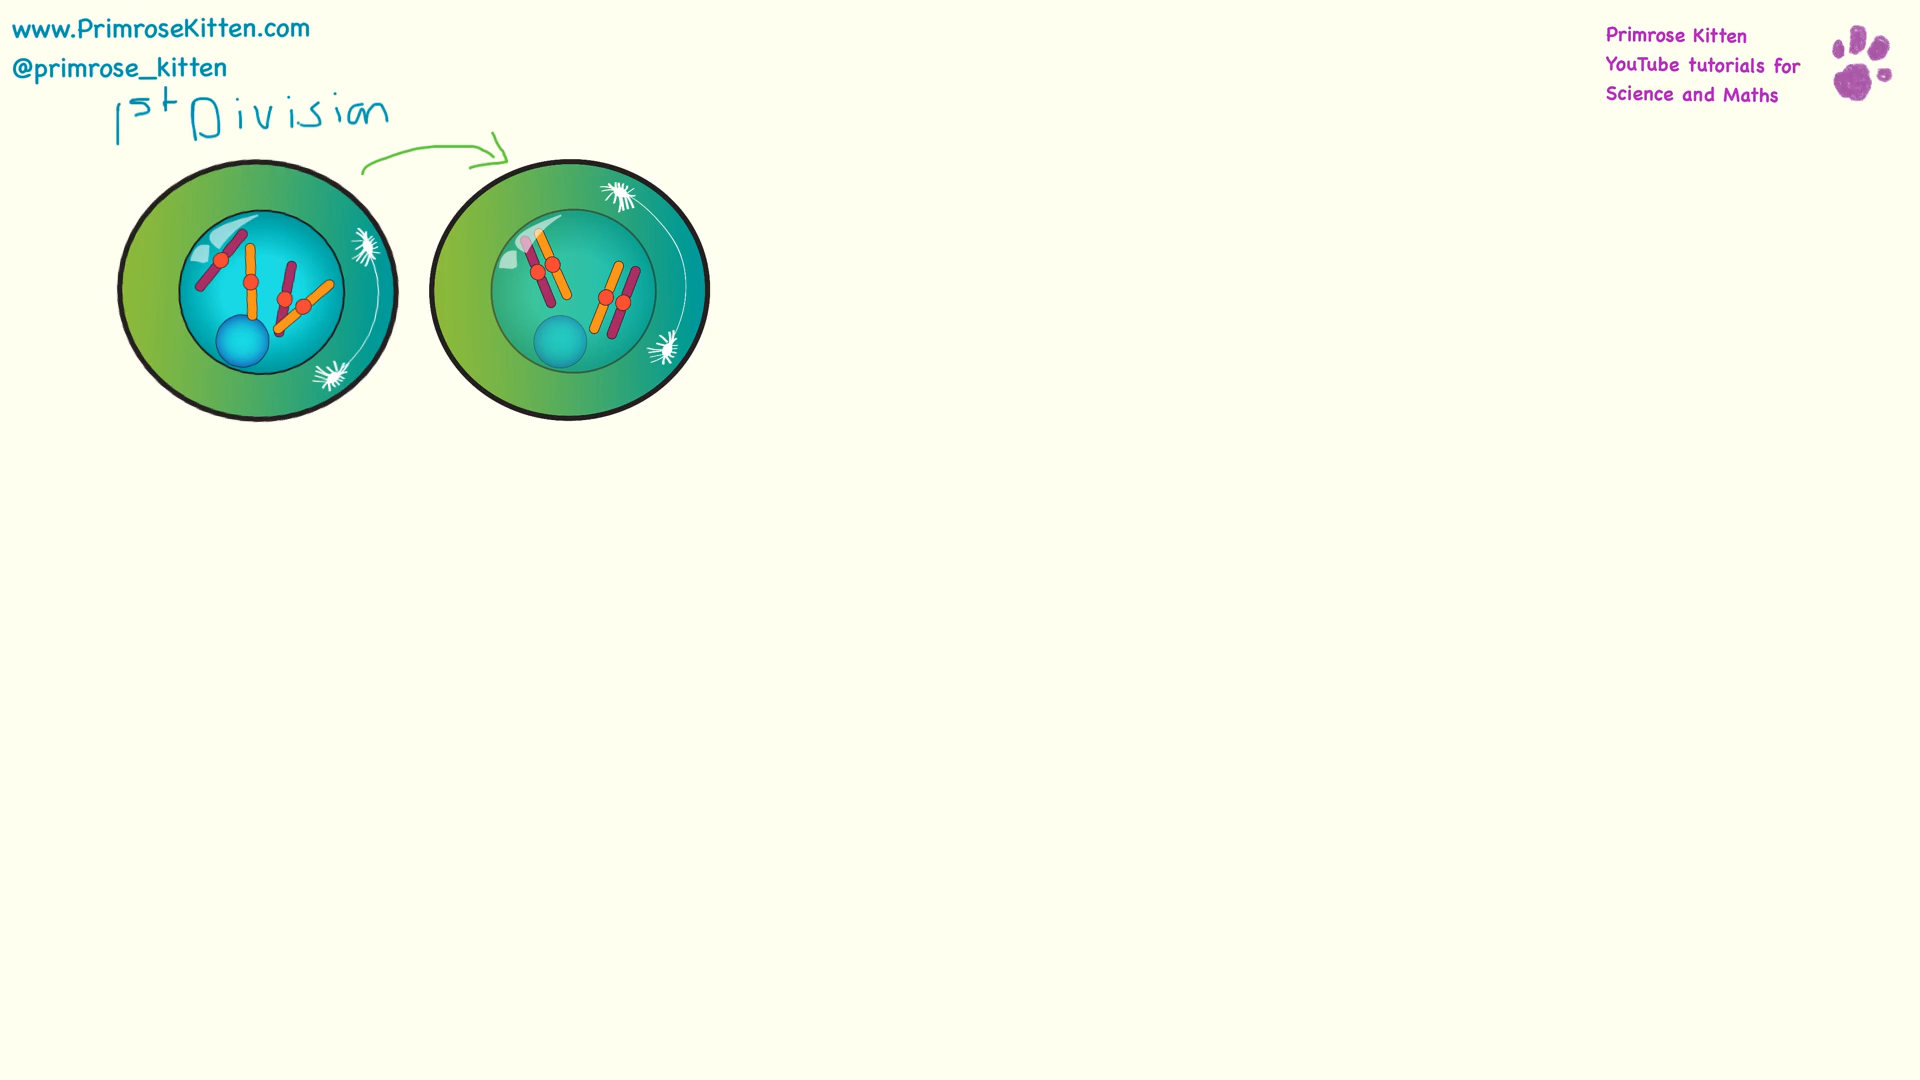 www.PrimroseKitten.com
@primrose_kitten
1st Division
Primrose Kitten
YouTube tutorials for
Science and Maths